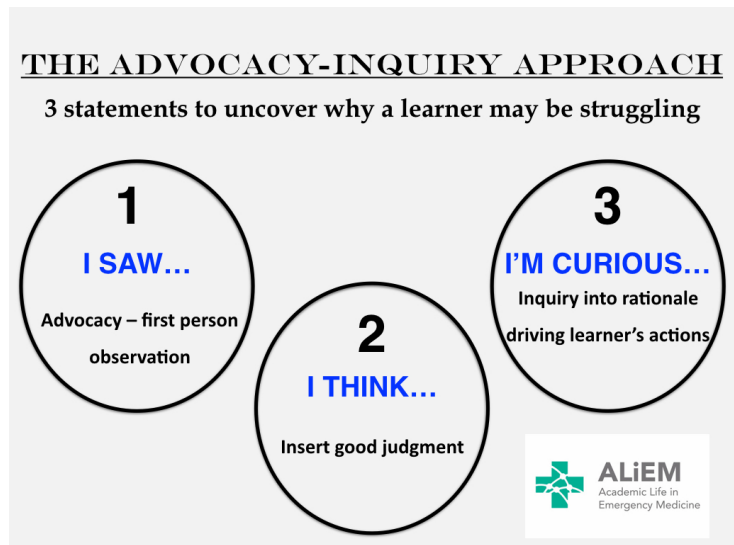 THE ADVOCACY-INQUIRY APPROACH
3 statements to uncover why a learner may be struggling
1
I SAW…
Advocacy – first person
observation
2
I THINK…
Insert good judgment
3
I'M CURIOUS…
Inquiry into rationale
driving learner's actions
ALiEM
Academic Life in
Emergency Medicine